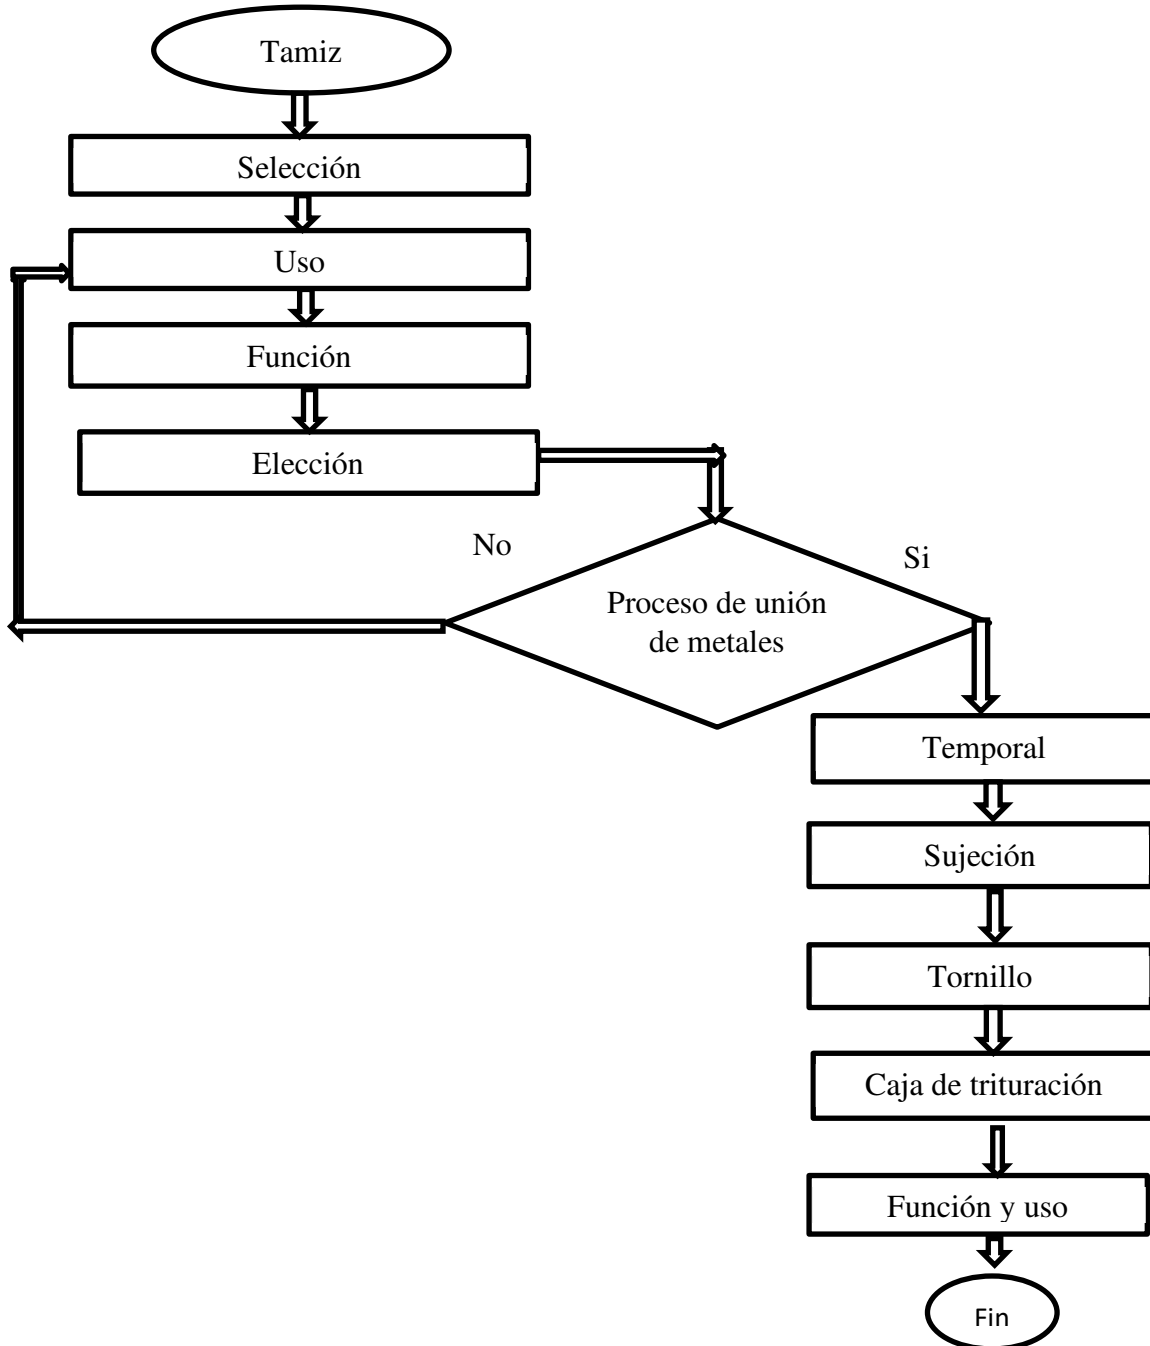 Tamiz
Selección
Uso
Función
Elección
No
Si
Proceso de unión
de metales
Temporal
Sujeción
Tornillo
Caja de trituración
Función y uso
Fin